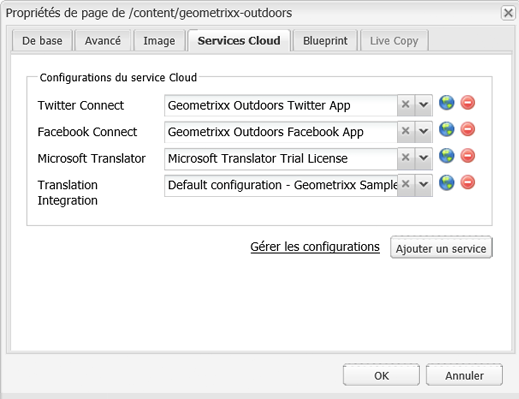 Propriétés de page de /content/geometrixx-outdoors
De base Avancé Image Services Cloud Blueprint Live Copy
Configurations du service Cloud
Twitter Connect Geometrixx Outdoors Twitter App
Facebook Connect Geometrixx Outdoors Facebook App
Microsoft Translator Microsoft Translator Trial License
Translation Default configuration - Geometrixx Sample
Integration
Gérer les configurations Ajouter un service
OK Annuler